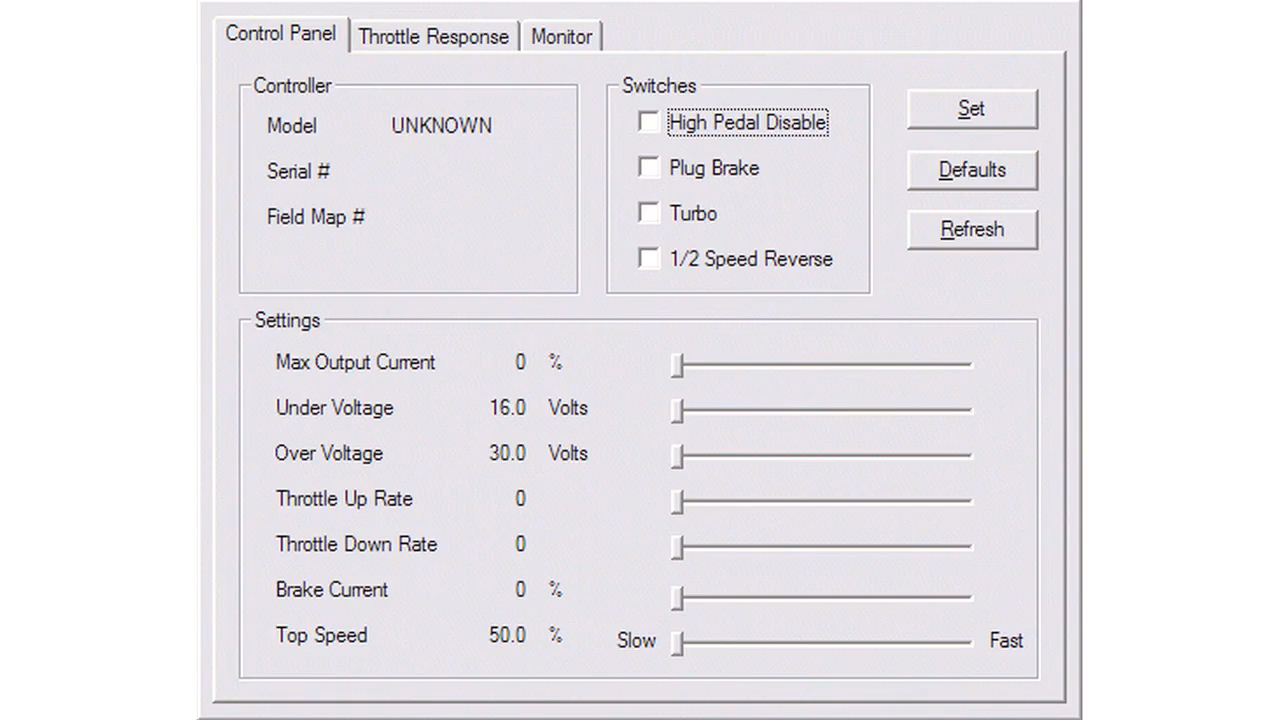 Control Panel Throttle Response Monitor
Controller
Model UNKNOWN
Serial #
Field Map #
Switches
High Pedal Disable
Plug Brake
Turbo
1/2 Speed Reverse
Set
Defaults
Refresh
Settings
Max Output Current 0 %
Under Voltage 16.0 Volts
Over Voltage 30.0 Volts
Throttle Up Rate 0
Throttle Down Rate 0
Brake Current 0 %
Top Speed 50.0 % Slow Fast